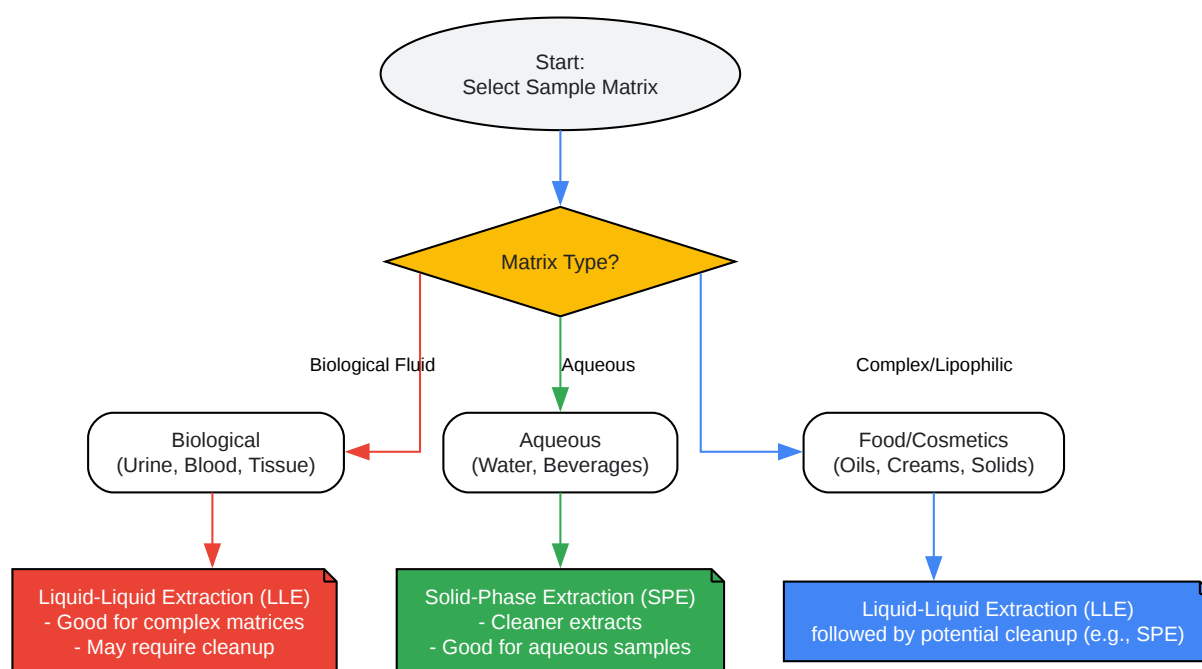 Start:
Select Sample Matrix
Matrix Type?
Biological Fluid
Aqueous
Complex/Lipophilic
Biological
(Urine, Blood, Tissue)
Aqueous
(Water, Beverages)
Food/Cosmetics
(Oils, Creams, Solids)
Liquid-Liquid Extraction (LLE)
- Good for complex matrices
- May require cleanup
Solid-Phase Extraction (SPE)
- Cleaner extracts
- Good for aqueous samples
Liquid-Liquid Extraction (LLE)
followed by potential cleanup (e.g., SPE)